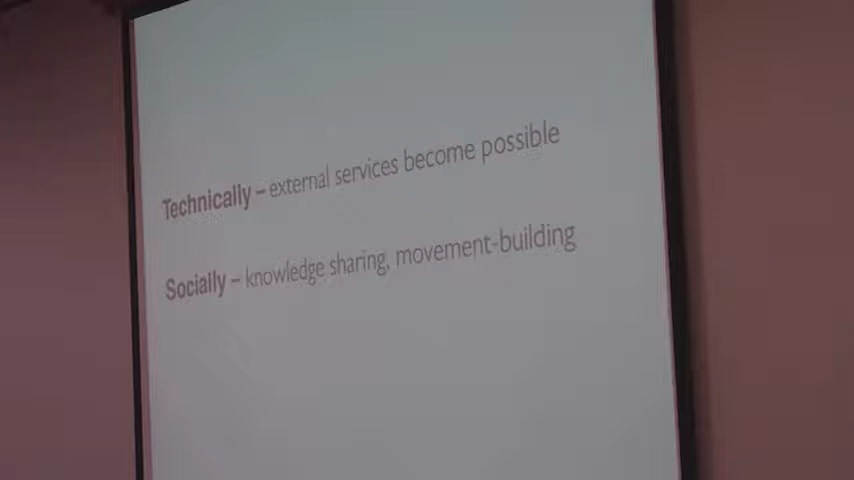 Technically – external services become possible
Socially – knowledge sharing, movement-building